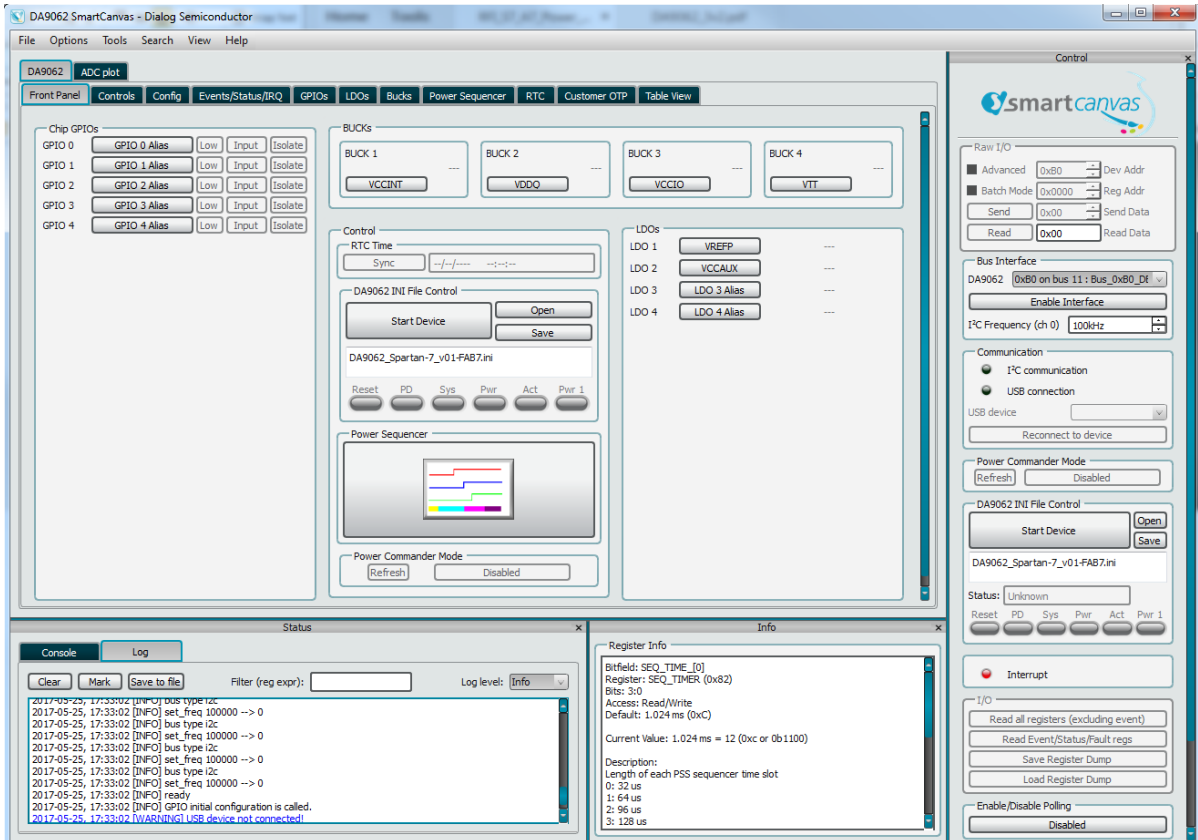 DA9062 SmartCanvas - Dialog Semiconductor
File Options Tools Search View Help
DA9062 ADC plot
Front Panel Controls Config Events/Status/IRQ GPIOs LDOs Bucks Power Sequencer RTC Customer OTP Table View
Chip GPIOs
GPIO 0 GPIO 0 Alias Low Input Isolate
GPIO 1 GPIO 1 Alias Low Input Isolate
GPIO 2 GPIO 2 Alias Low Input Isolate
GPIO 3 GPIO 3 Alias Low Input Isolate
GPIO 4 GPIO 4 Alias Low Input Isolate
BUCKs
BUCK 1 --- BUCK 2 --- BUCK 3 --- BUCK 4 ---
VCCINT VDDQ VCCIO VTT
Control
RTC Time
Sync --/--/---- --:--:--
DA9062 INI File Control
Start Device Open
Save
DA9062_Spartan-7_v01-FAB7.ini
Reset PD Sys Pwr Act Pwr 1
Power Sequencer
Power Commander Mode
Refresh Disabled
LDOs
LDO 1 VREFP ---
LDO 2 VCCAUX ---
LDO 3 LDO 3 Alias ---
LDO 4 LDO 4 Alias ---
Status
Console Log
Clear Mark Save to file Filter (reg expr): Log level: Info
2017-05-25, 17:33:02 [INFO] bus type i2c
2017-05-25, 17:33:02 [INFO] set_freq 100000 --> 0
2017-05-25, 17:33:02 [INFO] bus type i2c
2017-05-25, 17:33:02 [INFO] set_freq 100000 --> 0
2017-05-25, 17:33:02 [INFO] bus type i2c
2017-05-25, 17:33:02 [INFO] set_freq 100000 --> 0
2017-05-25, 17:33:02 [INFO] bus type i2c
2017-05-25, 17:33:02 [INFO] set_freq 100000 --> 0
2017-05-25, 17:33:02 [INFO] ready
2017-05-25, 17:33:02 [INFO] GPIO initial configuration is called.
2017-05-25, 17:33:02 [WARNING] USB device not connected!
Info
Register Info
Bitfield: SEQ_TIME_[0]
Register: SEQ_TIMER (0x82)
Bits: 3:0
Access: Read/Write
Default: 1.024 ms (0xC)
Current Value: 1.024 ms = 12 (0xc or 0b1100)
Description:
Length of each PSS sequencer time slot
0: 32 us
1: 64 us
2: 96 us
3: 128 us
Control
smartcanvas
Raw I/O
Advanced 0xB0 Dev Addr
Batch Mode 0x0000 Reg Addr
Send 0x00 Send Data
Read 0x00 Read Data
Bus Interface
DA9062 0xB0 on bus 11 : Bus_0xB0_DE
Enable Interface
I²C Frequency (ch 0) 100kHz
Communication
I²C communication
USB connection
USB device
Reconnect to device
Power Commander Mode
Refresh Disabled
DA9062 INI File Control
Start Device Open
Save
DA9062_Spartan-7_v01-FAB7.ini
Status: Unknown
Reset PD Sys Pwr Act Pwr 1
Interrupt
I/O
Read all registers (excluding event)
Read Event/Status/Fault regs
Save Register Dump
Load Register Dump
Enable/Disable Polling
Disabled